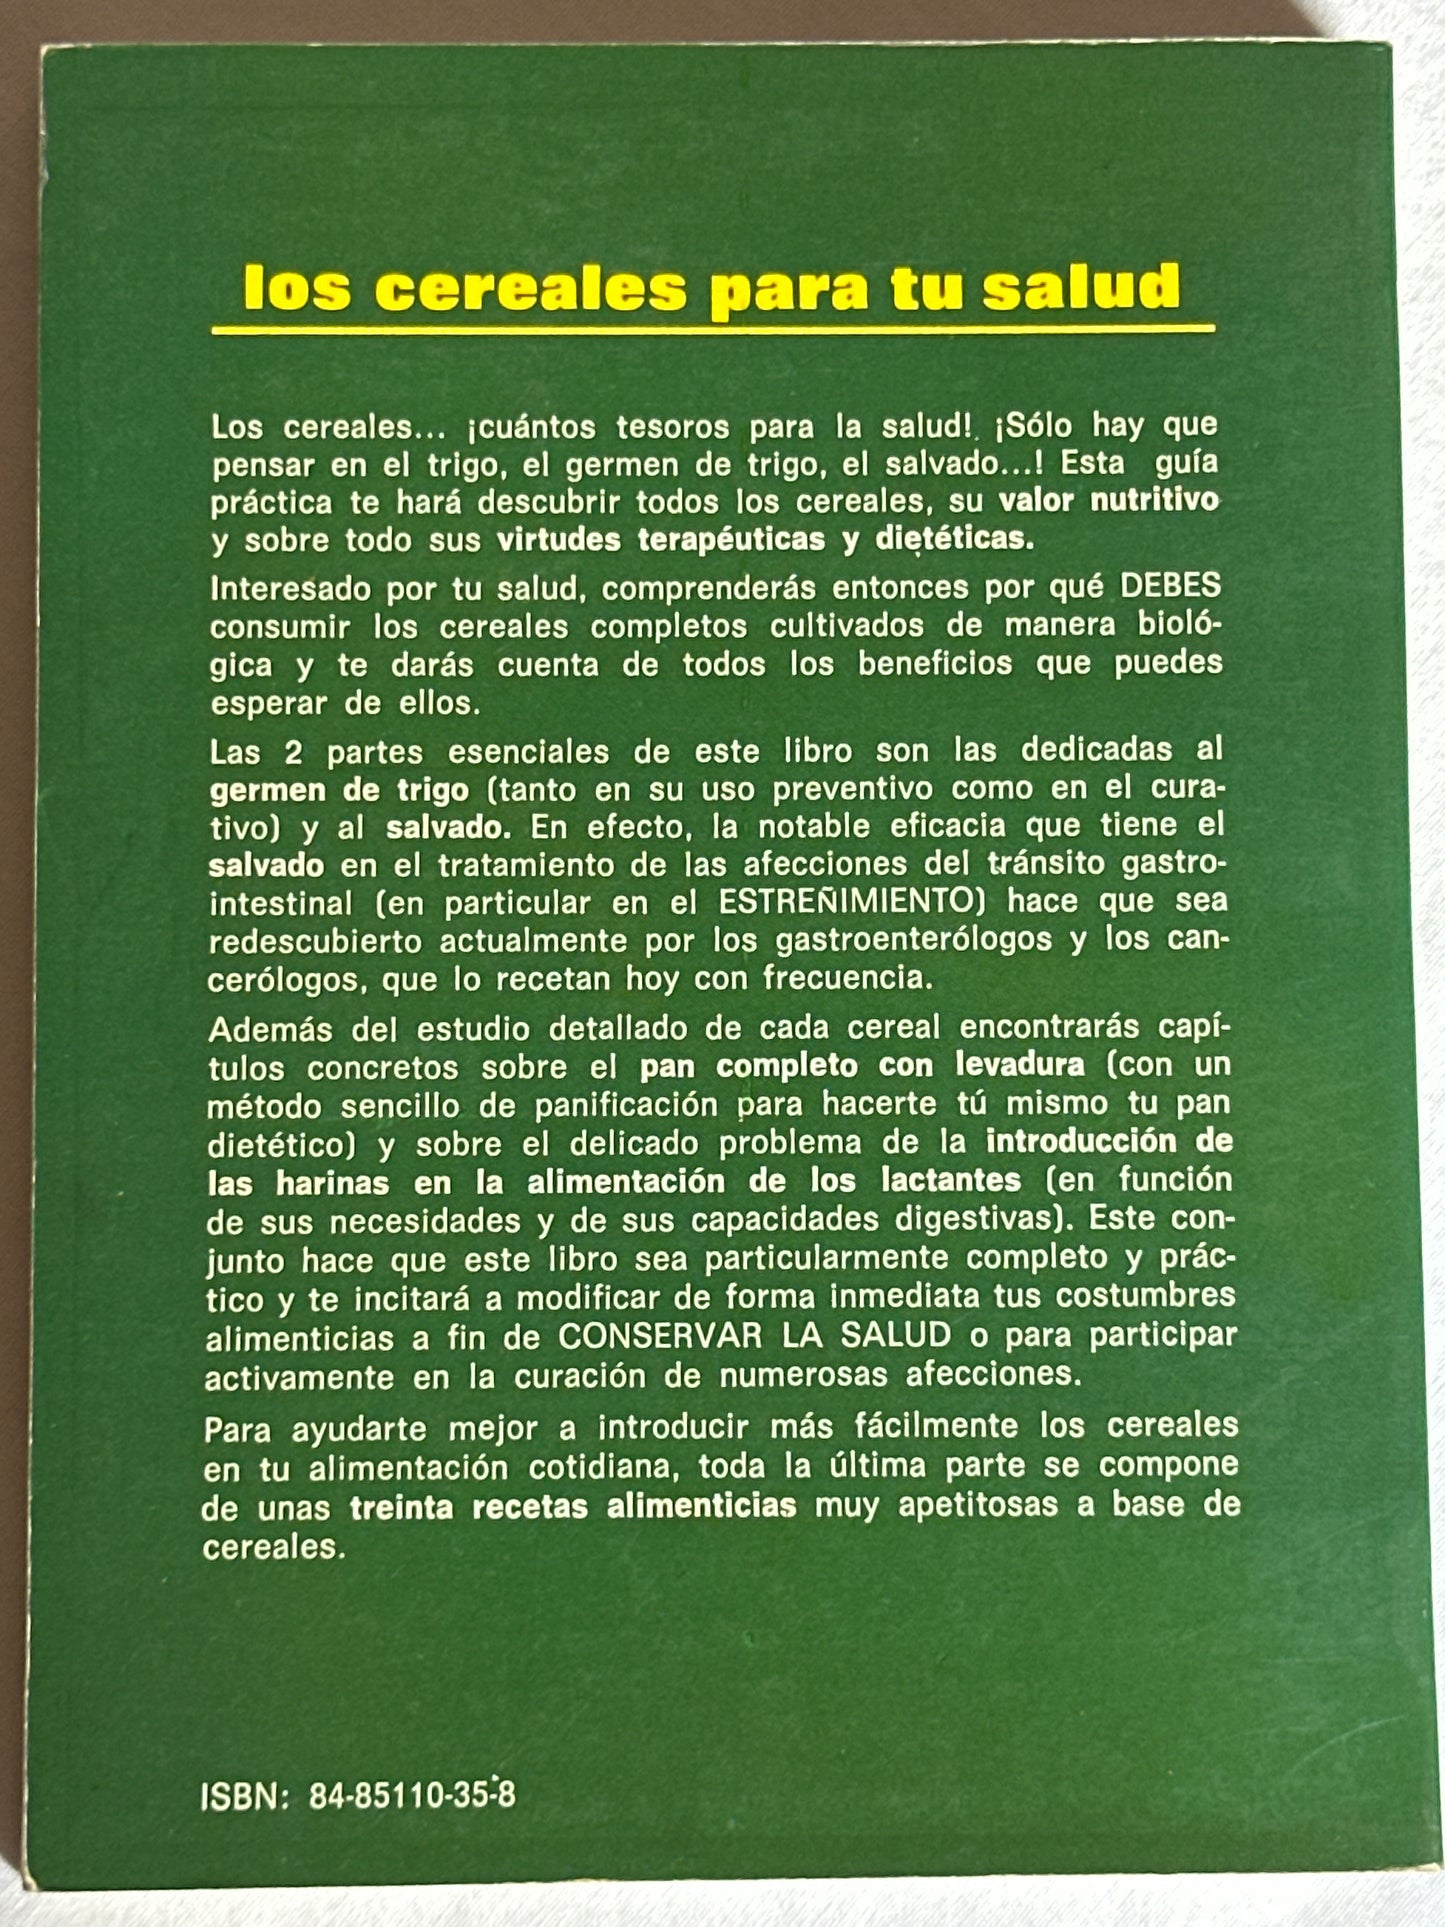 los cereales para tu salud
Los cereales... ¡cuántos tesoros para la salud! ¡Sólo hay que
pensar en el trigo, el germen de trigo, el salvado...! Esta guía
práctica te hará descubrir todos los cereales, su valor nutritivo
y sobre todo sus virtudes terapéuticas y dietéticas.
Interesado por tu salud, comprenderás entonces por qué DEBES
consumir los cereales completos cultivados de manera bioló-
gica y te darás cuenta de todos los beneficios que puedes
esperar de ellos.
Las 2 partes esenciales de este libro son las dedicadas al
germen de trigo (tanto en su uso preventivo como en el cura-
tivo) y al salvado. En efecto, la notable eficacia que tiene el
salvado en el tratamiento de las afecciones del tránsito gastro-
intestinal (en particular en el ESTREÑIMIENTO) hace que sea
redescubierto actualmente por los gastroenterólogos y los can-
cerólogos, que lo recetan hoy con frecuencia.
Además del estudio detallado de cada cereal encontrarás capí-
tulos concretos sobre el pan completo con levadura (con un
método sencillo de panificación para hacerte tú mismo tu pan
dietético) y sobre el delicado problema de la introducción de
las harinas en la alimentación de los lactantes (en función
de sus necesidades y de sus capacidades digestivas). Este con-
junto hace que este libro sea particularmente completo y prác-
tico y te incitará a modificar de forma inmediata tus costumbres
alimenticias a fin de CONSERVAR LA SALUD o para participar
activamente en la curación de numerosas afecciones.
Para ayudarte mejor a introducir más fácilmente los cereales
en tu alimentación cotidiana, toda la última parte se compone
de unas treinta recetas alimenticias muy apetitosas a base de
cereales.
ISBN: 84-85110-35-8